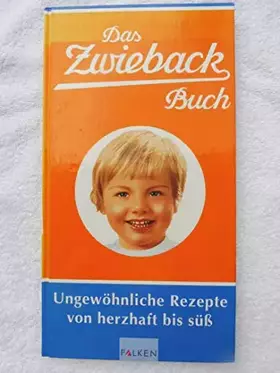 Das
Zwieback
Buch
Ungewöhnliche Rezepte
von herzhaft bis süß
FALKEN